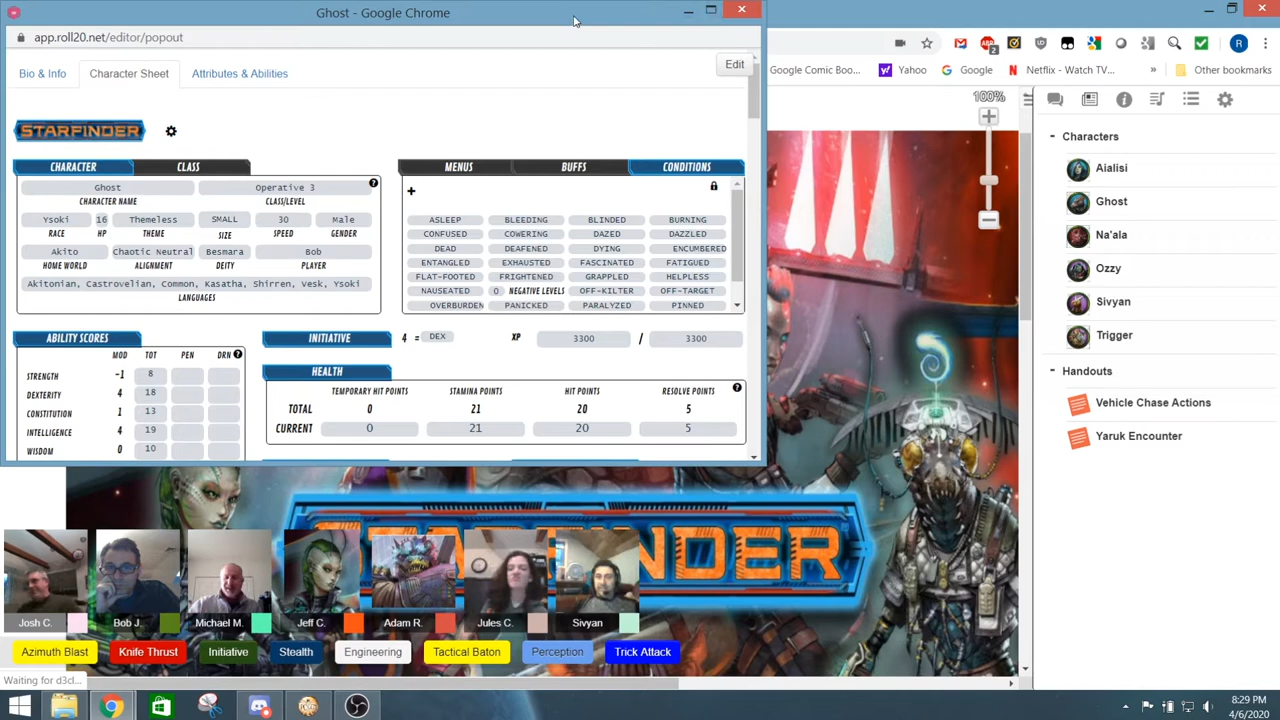 Ghost - Google Chrome
app.roll20.net/editor/popout
Bio & Info
Character Sheet
Attributes & Abilities
Edit
STARFINDER
CHARACTER
CLASS
MENUS
BUFFS
CONDITIONS
Ghost
Operative 3
CHARACTER NAME
CLASS/LEVEL
Ysoki
16
Themeless
SMALL
30
Male
RACE
HP
THEME
SIZE
SPEED
GENDER
Akito
Chaotic Neutral
Besmara
Bob
HOME WORLD
ALIGNMENT
DEITY
PLAYER
Akitonian, Castrovelian, Common, Kasatha, Shirren, Vesk, Ysoki
LANGUAGES
ASLEEP BLEEDING BLINDED BURNING
CONFUSED COWERING DAZED DAZZLED
DEAD DEAFENED DYING ENCUMBERED
ENTANGLED EXHAUSTED FASCINATED FATIGUED
FLAT-FOOTED FRIGHTENED GRAPPLED HELPLESS
NAUSEATED 0 NEGATIVE LEVELS OFF-KILTER OFF-TARGET
OVERBURDEN PANICKED PARALYZED PINNED
ABILITY SCORES
INITIATIVE
4 = DEX
XP 3300 / 3300
MOD TOT PEN DRN
STRENGTH -1 8
DEXTERITY 4 18
CONSTITUTION 1 13
INTELLIGENCE 4 19
WISDOM 0 10
HEALTH
TEMPORARY HIT POINTS STAMINA POINTS HIT POINTS RESOLVE POINTS
TOTAL 0 21 20 5
CURRENT 0 21 20 5
2
R
Google Comic Boo...
Yahoo
Google
Netflix - Watch TV...
»
Other bookmarks
100%
Characters
Aialisi
Ghost
Na'ala
Ozzy
Sivyan
Trigger
Handouts
Vehicle Chase Actions
Yaruk Encounter
STARFINDER
Josh C.
Bob J.
Michael M.
Jeff C.
Adam R.
Jules C.
Sivyan
Azimuth Blast
Knife Thrust
Initiative
Stealth
Engineering
Tactical Baton
Perception
Trick Attack
Waiting for d3cl...
8:29 PM
4/6/2020